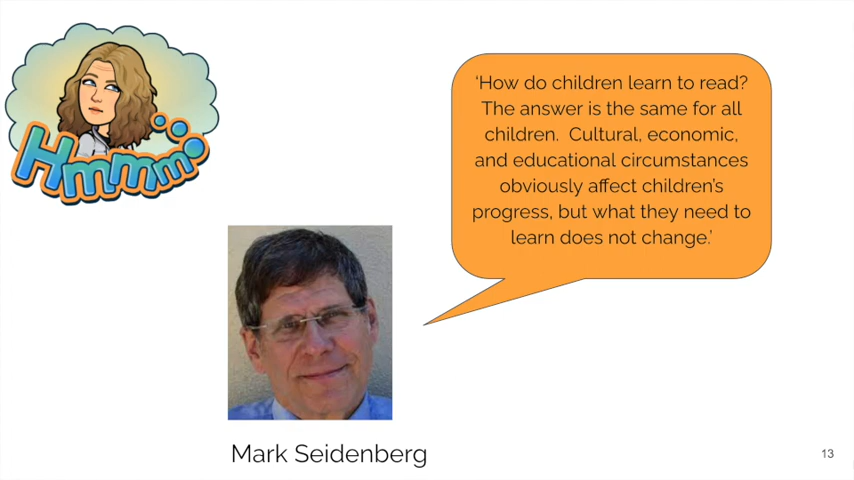 Hmmm
‘How do children learn to read?
The answer is the same for all
children. Cultural, economic,
and educational circumstances
obviously affect children’s
progress, but what they need to
learn does not change.’
Mark Seidenberg
13